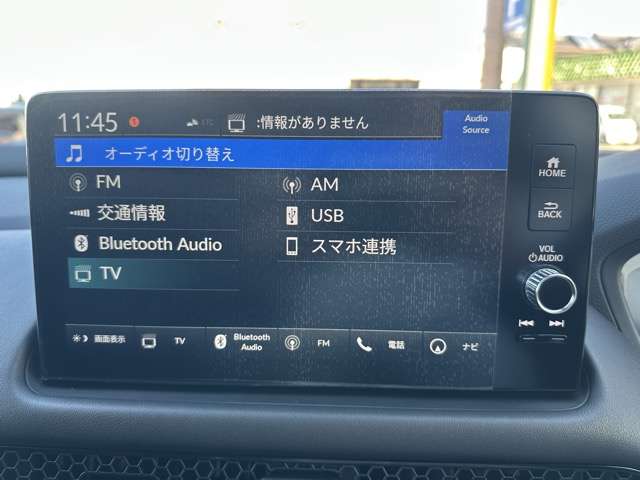 11:45 ETC :情報がありません Audio Source
オーディオ切り替え
FM AM
交通情報 USB
Bluetooth Audio スマホ連携
TV
画面表示 TV Bluetooth Audio FM 電話 ナビ
HOME
BACK
VOL
AUDIO